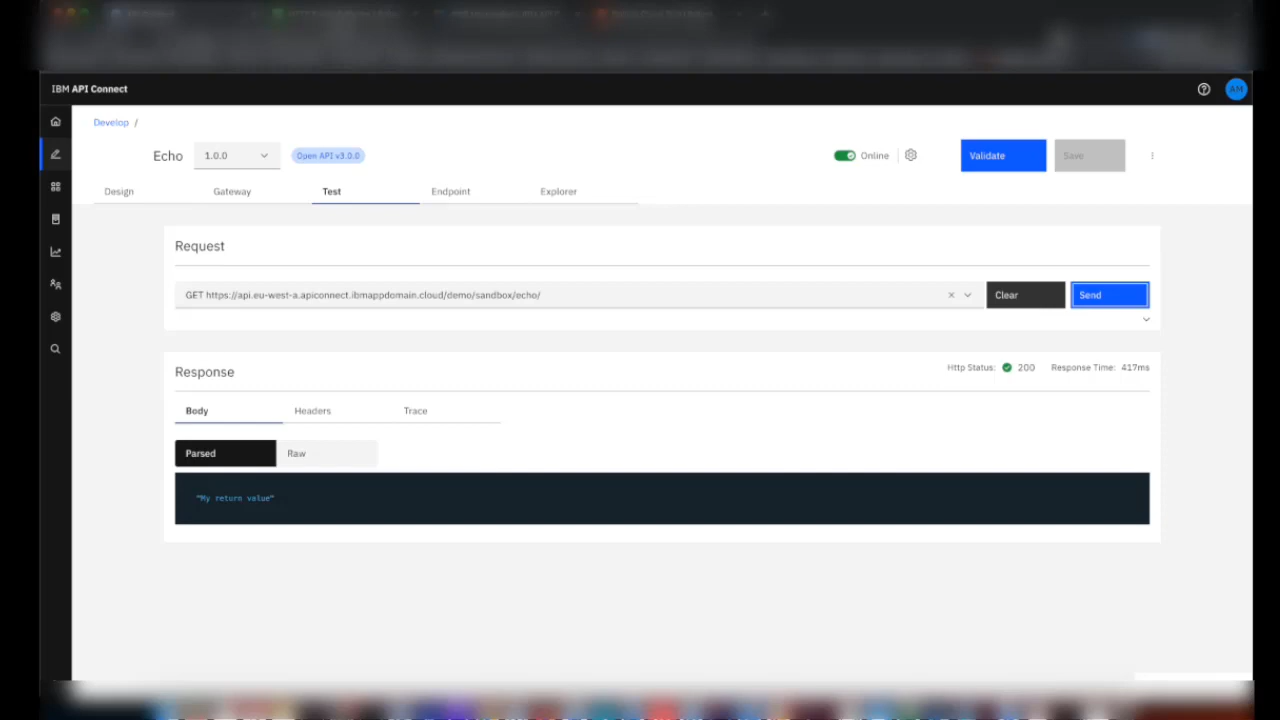 IBM API Connect
AM
Develop /
Echo 1.0.0 Open API v3.0.0 Online Validate Save
Design Gateway Test Endpoint Explorer
Request
GET https://api.eu-west-a.apiconnect.ibmappdomain.cloud/demo/sandbox/echo/ Clear Send
Response Http Status: 200 Response Time: 417ms
Body Headers Trace
Parsed Raw
"My return value"